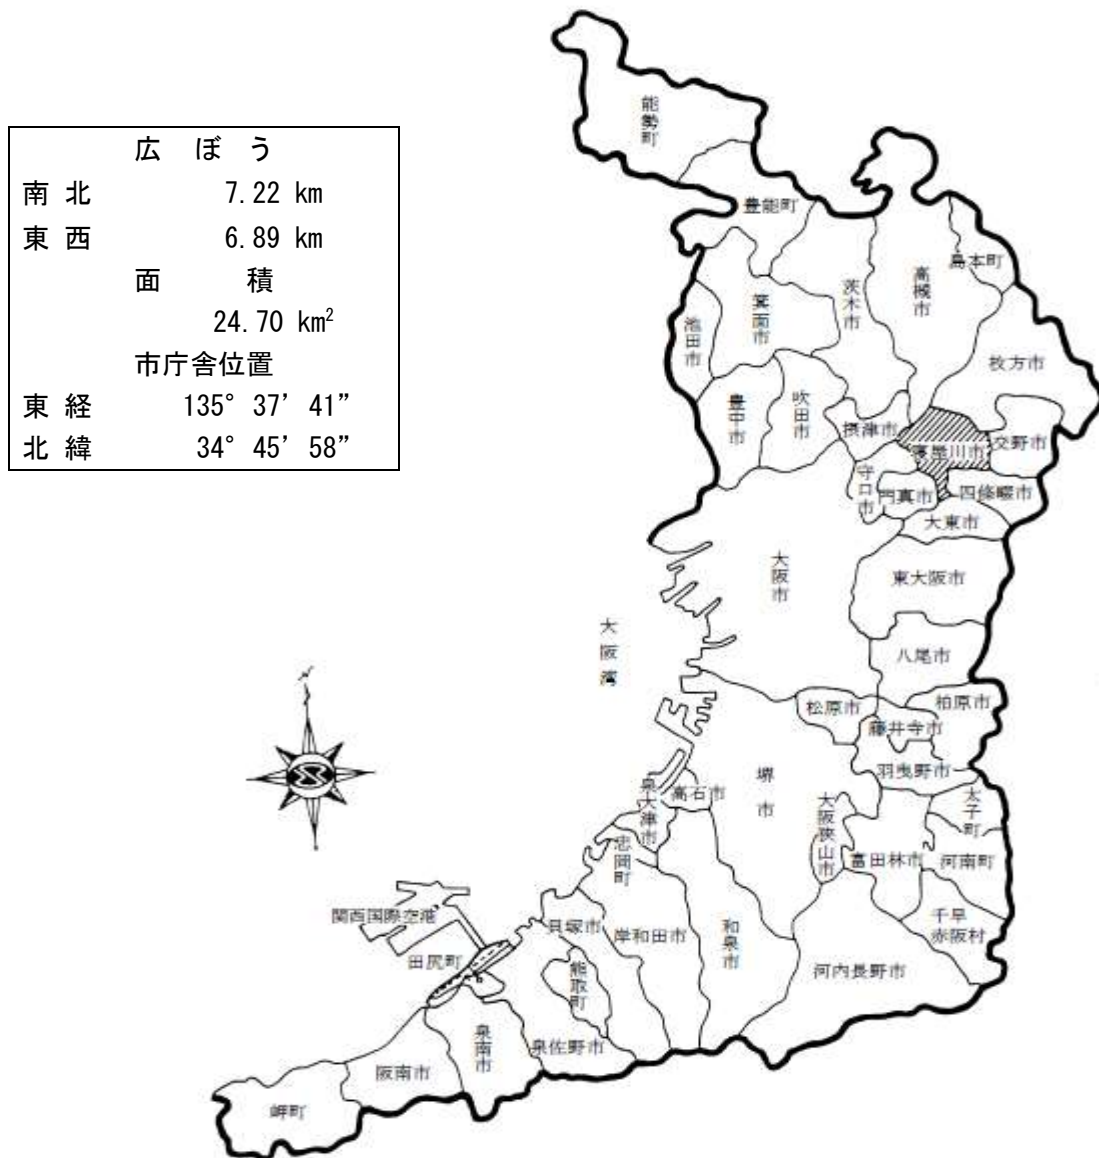 広 ぼ う
南 北 7.22 km
東 西 6.89 km
面 積
24.70 km²
市庁舎位置
東 経 135° 37’ 41”
北 緯 34° 45’ 58”
能勢町
豊能町
島本町
高槻市
茨木市
箕面市
池田市
枚方市
豊中市
吹田市
摂津市
寝屋川市
交野市
守口市
門真市
四條畷市
大東市
大阪市
東大阪市
大阪湾
八尾市
松原市
柏原市
藤井寺市
羽曳野市
堺市
高石市
泉大津市
太子町
大阪狭山市
忠岡町
富田林市
河南町
関西国際空港
貝塚市
岸和田市
和泉市
千早
赤阪村
田尻町
熊取町
河内長野市
泉南市
泉佐野市
阪南市
岬町